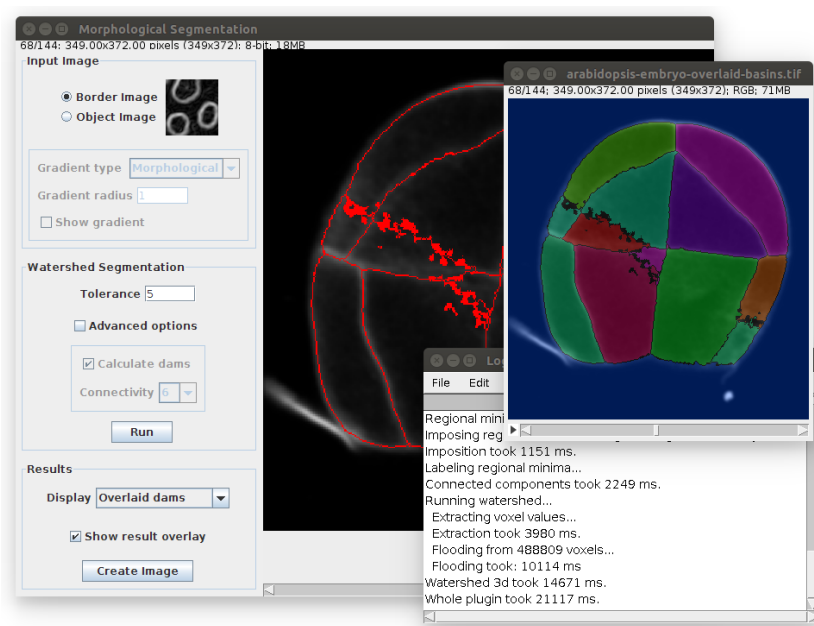 Morphological Segmentation
68/144; 349.00x372.00 pixels (349x372); 8-bit; 18MB
Input Image
Border Image
Object Image
Gradient type Morphological
Gradient radius 1
Show gradient
Watershed Segmentation
Tolerance 5
Advanced options
Calculate dams
Connectivity 6
Run
Results
Display Overlaid dams
Show result overlay
Create Image
arabidopsis-embryo-overlaid-basins.tif
68/144; 349.00x372.00 pixels (349x372); RGB; 71MB
File Edit
Regional
Imposing
Imposition took 1151 ms.
Labeling regional minima...
Connected components took 2249 ms.
Running watershed...
Extracting voxel values...
Extraction took 3980 ms.
Flooding from 488809 voxels...
Flooding took: 10114 ms
Watershed 3d took 14671 ms.
Whole plugin took 21117 ms.